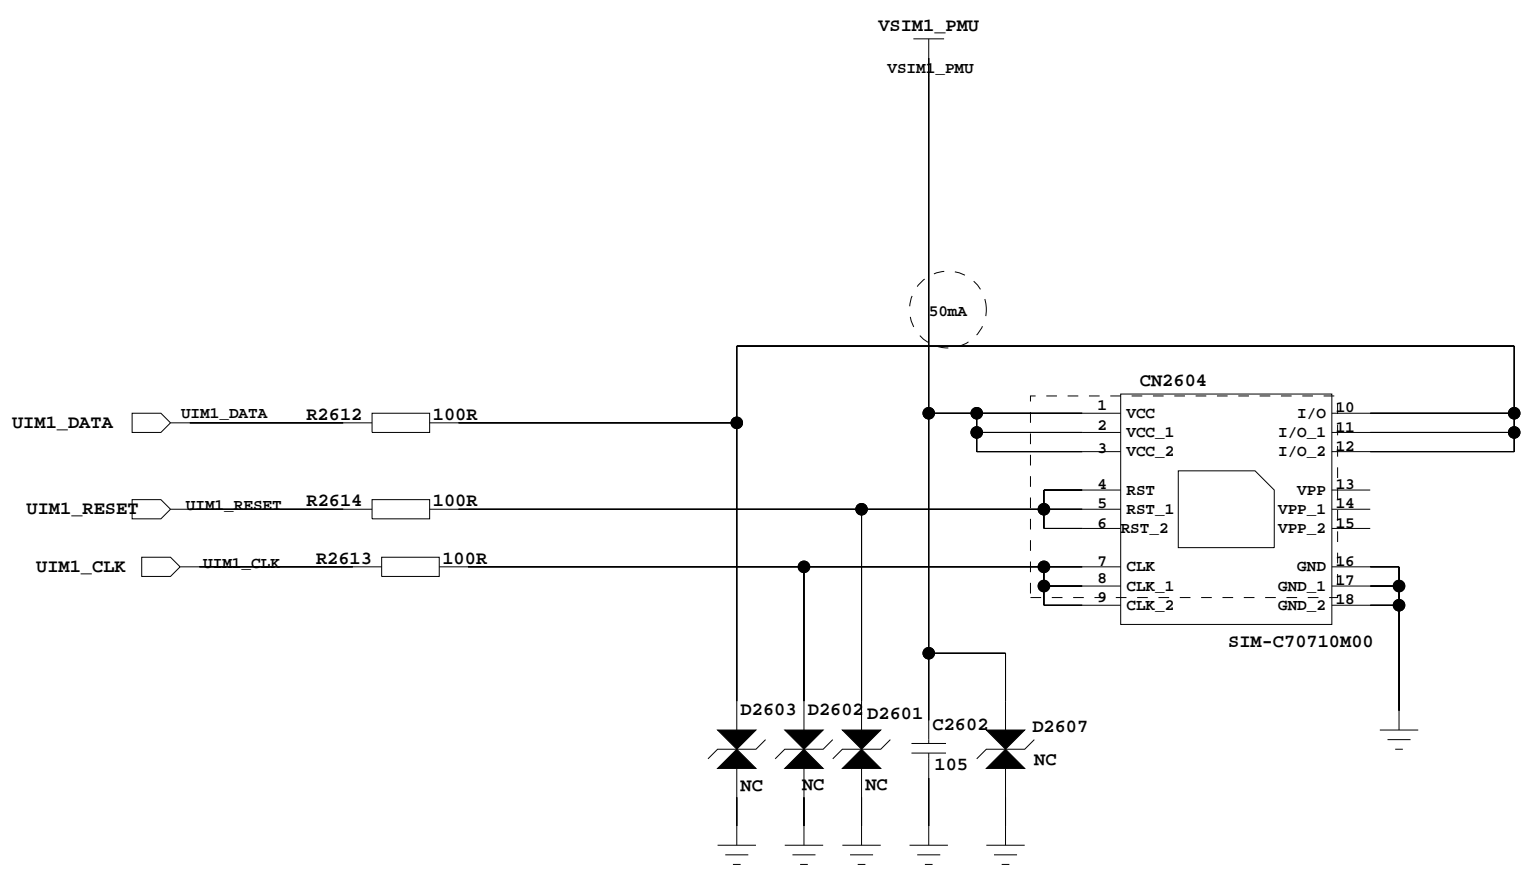 VSIM1_PMU
VSIM1_PMU
50mA
CN2604
UIM1_DATA
UIM1_DATA
R2612
100R
UIM1_RESET
UIM1_RESET
R2614
100R
UIM1_CLK
UIM1_CLK
R2613
100R
1 VCC
2 VCC_1
3 VCC_2
4 RST
5 RST_1
6 RST_2
7 CLK
8 CLK_1
9 CLK_2
I/O 10
I/O_1 11
I/O_2 12
VPP 13
VPP_1 14
VPP_2 15
GND 16
GND_1 17
GND_2 18
SIM-C70710M00
D2603
NC
D2602
NC
D2601
NC
C2602
105
D2607
NC